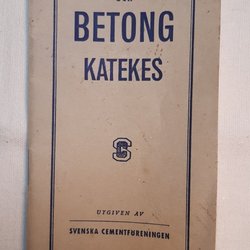 BETONG
KATEKES
UTGIVEN AV
SVENSKA CEMENTFÖRENINGEN